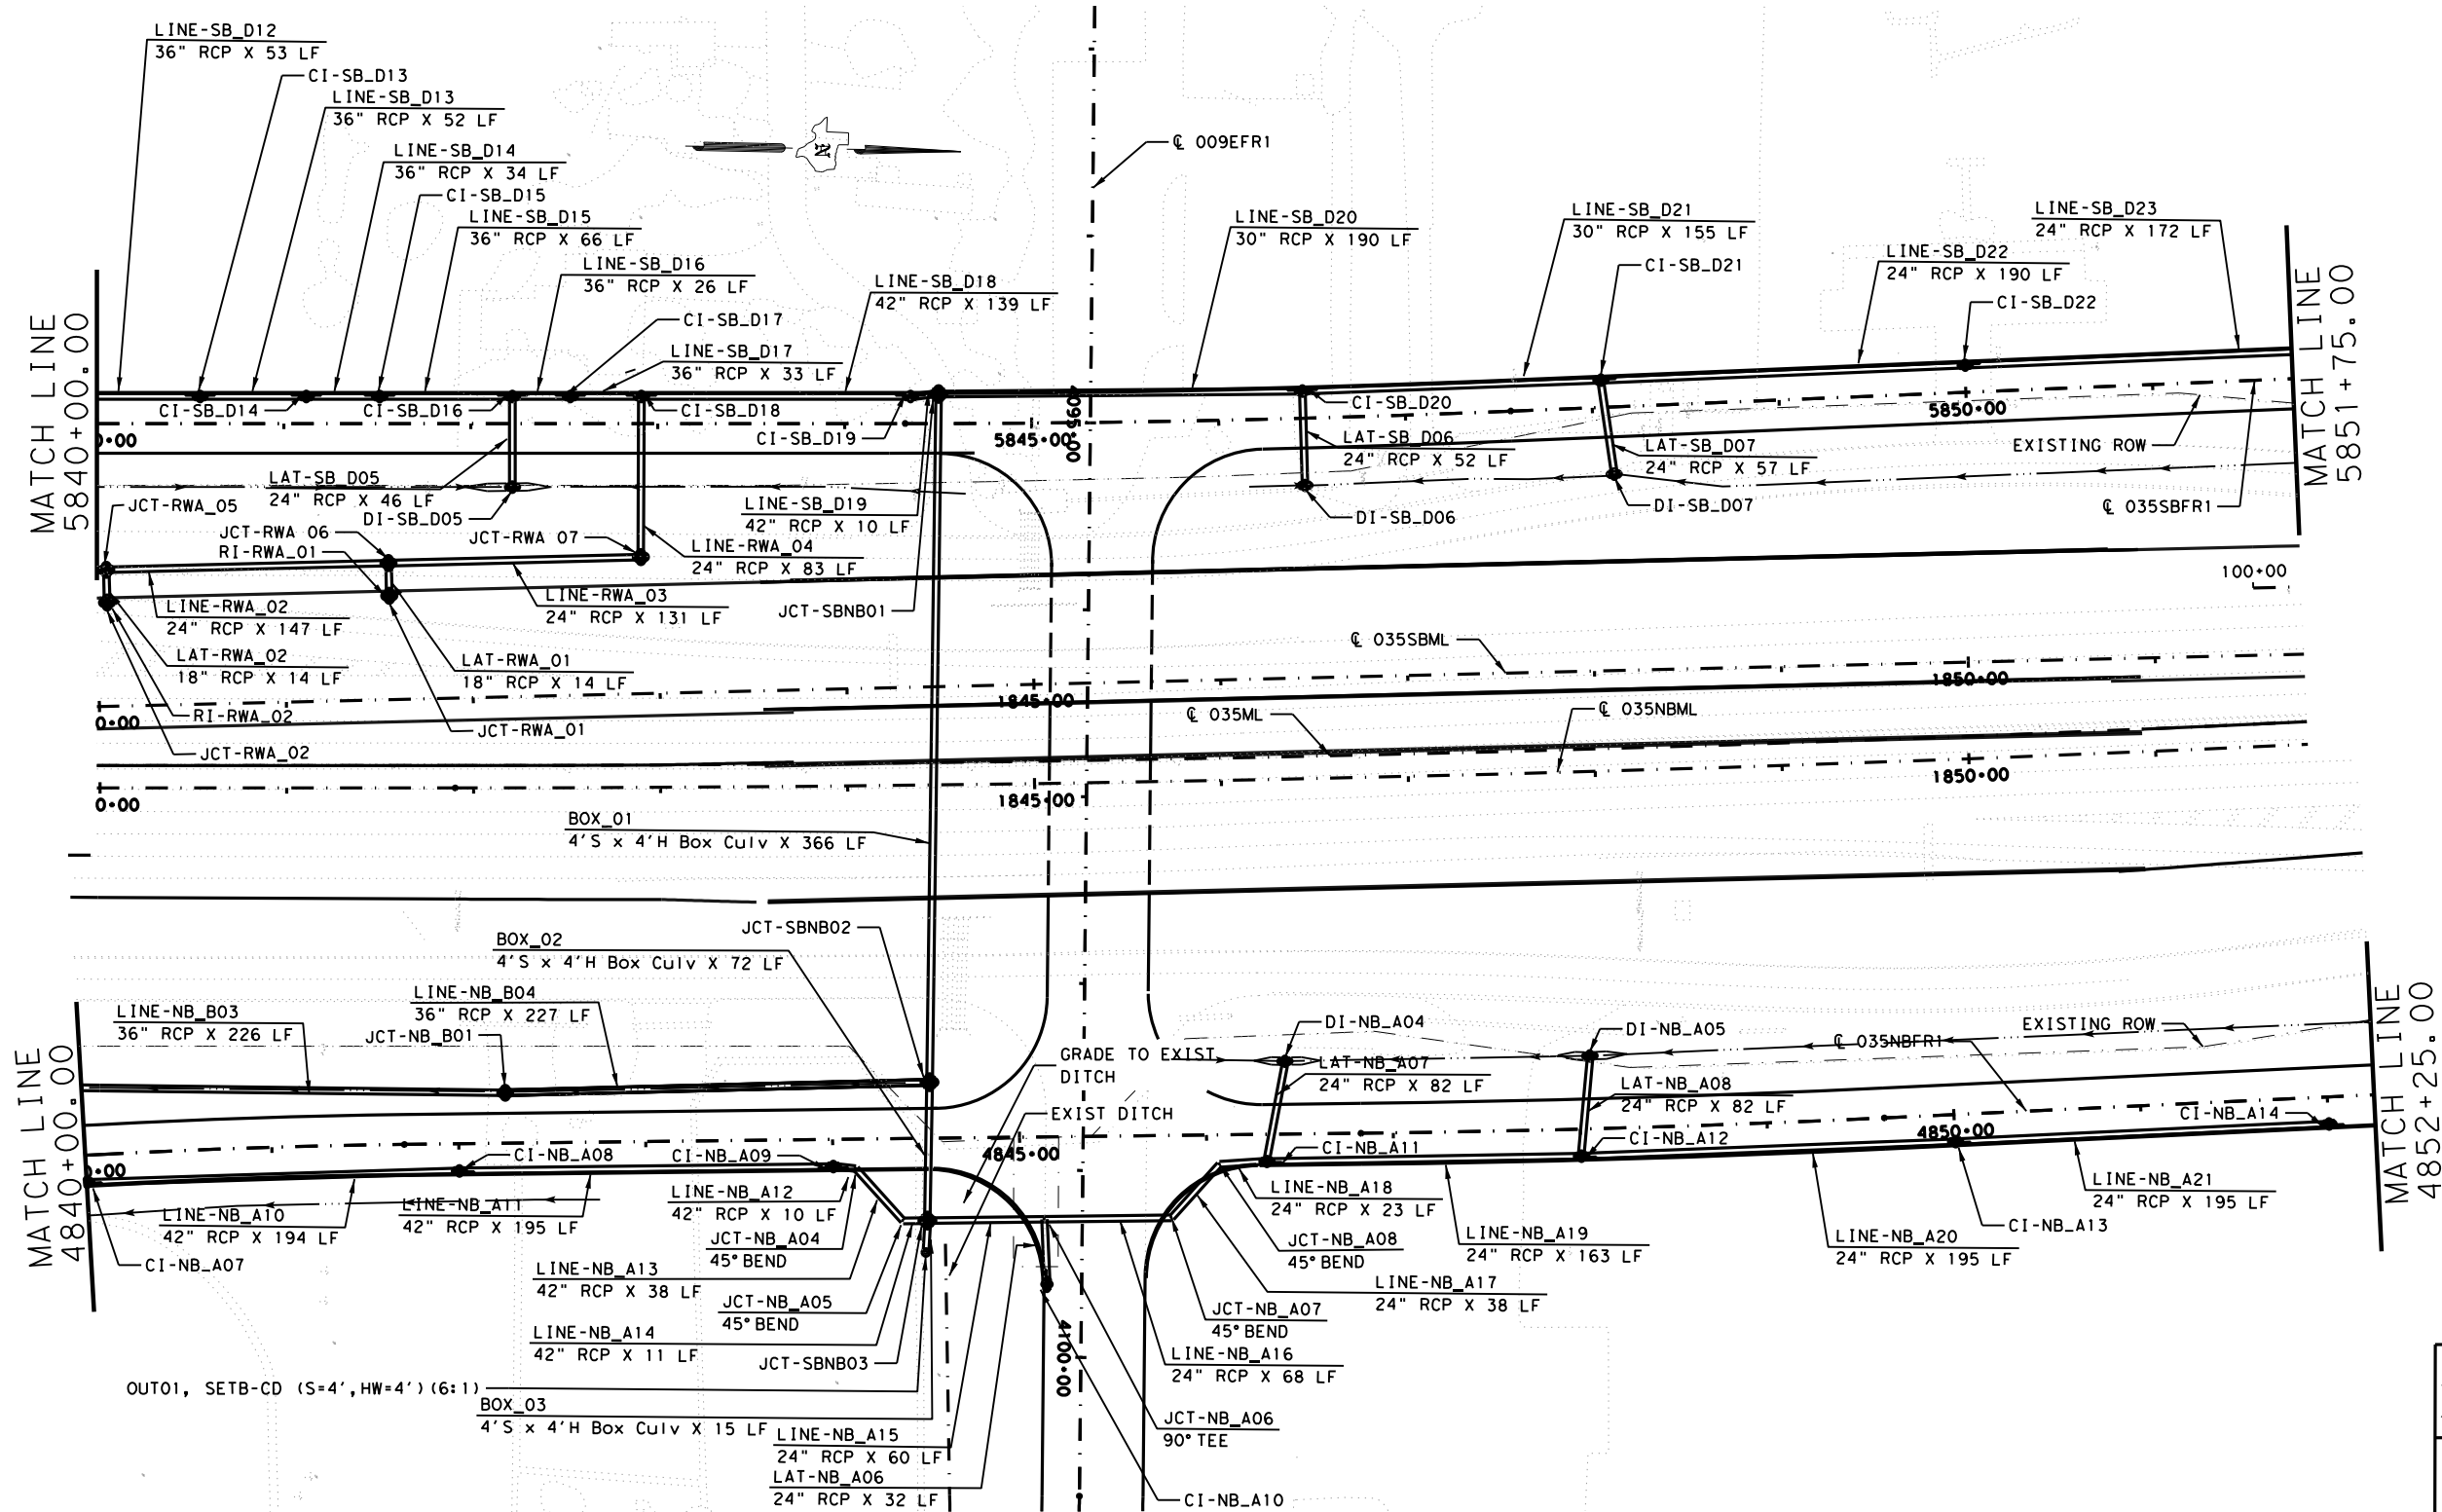 LINE-SB_D12
36" RCP X 53 LF
CI-SB_D13
LINE-SB_D13
36" RCP X 52 LF
LINE-SB_D14
36" RCP X 34 LF
CI-SB_D15
LINE-SB_D15
36" RCP X 66 LF
LINE-SB_D16
36" RCP X 26 LF
CI-SB_D17
LINE-SB_D17
36" RCP X 33 LF
LINE-SB_D18
42" RCP X 139 LF
N
℄ 009EFR1
LINE-SB_D20
30" RCP X 190 LF
LINE-SB_D21
30" RCP X 155 LF
CI-SB_D21
LINE-SB_D22
24" RCP X 190 LF
LINE-SB_D23
24" RCP X 172 LF
CI-SB_D22
MATCH LINE
5840+00.00
MATCH LINE
5851+75.00
CI-SB_D14
CI-SB_D16
CI-SB_D18
CI-SB_D19
CI-SB_D20
0+00
5845+00
4095+00
5850+00
LAT-SB_D05
24" RCP X 46 LF
DI-SB_D05
LINE-SB_D19
42" RCP X 10 LF
LAT-SB_D06
24" RCP X 52 LF
DI-SB_D06
LAT-SB_D07
24" RCP X 57 LF
DI-SB_D07
EXISTING ROW
℄ 035SBFR1
JCT-RWA_05
JCT-RWA 06
RI-RWA_01
JCT-RWA 07
LINE-RWA_04
24" RCP X 83 LF
LINE-RWA_02
24" RCP X 147 LF
LINE-RWA_03
24" RCP X 131 LF
JCT-SBNB01
100+00
LAT-RWA_02
18" RCP X 14 LF
LAT-RWA_01
18" RCP X 14 LF
RI-RWA_02
JCT-RWA_01
JCT-RWA_02
℄ 035SBML
0+00
1845+00
1850+00
℄ 035ML
℄ 035NBML
0+00
1845+00
1850+00
BOX_01
4'S x 4'H Box Culv X 366 LF
JCT-SBNB02
BOX_02
4'S x 4'H Box Culv X 72 LF
LINE-NB_B03
36" RCP X 226 LF
LINE-NB_B04
36" RCP X 227 LF
JCT-NB_B01
GRADE TO EXIST
DITCH
EXIST DITCH
DI-NB_A04
LAT-NB_A07
24" RCP X 82 LF
DI-NB_A05
LAT-NB_A08
24" RCP X 82 LF
℄ 035NBFR1
EXISTING ROW
MATCH LINE
4840+00.00
MATCH LINE
4852+25.00
0+00
4845+00
4850+00
CI-NB_A08
CI-NB_A09
CI-NB_A11
CI-NB_A12
CI-NB_A14
LINE-NB_A10
42" RCP X 194 LF
CI-NB_A07
LINE-NB_A11
42" RCP X 195 LF
LINE-NB_A12
42" RCP X 10 LF
JCT-NB_A04
45° BEND
LINE-NB_A13
42" RCP X 38 LF
JCT-NB_A05
45° BEND
LINE-NB_A14
42" RCP X 11 LF
JCT-SBNB03
OUT01, SETB-CD (S=4',HW=4')(6:1)
BOX_03
4'S x 4'H Box Culv X 15 LF
LINE-NB_A15
24" RCP X 60 LF
LAT-NB_A06
24" RCP X 32 LF
4100+00
LINE-NB_A18
24" RCP X 23 LF
JCT-NB_A08
45° BEND
LINE-NB_A17
24" RCP X 38 LF
JCT-NB_A07
45° BEND
LINE-NB_A16
24" RCP X 68 LF
JCT-NB_A06
90° TEE
CI-NB_A10
LINE-NB_A19
24" RCP X 163 LF
LINE-NB_A20
24" RCP X 195 LF
CI-NB_A13
LINE-NB_A21
24" RCP X 195 LF